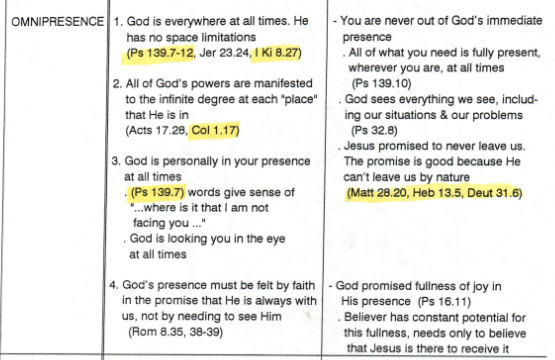 OMNIPRESENCE
1. God is everywhere at all times. He
has no space limitations
(Ps 139.7-12, Jer 23.24, I Ki 8.27)
2. All of God's powers are manifested
to the infinite degree at each "place"
that He is in
(Acts 17.28, Col 1.17)
3. God is personally in your presence
at all times
. (Ps 139.7) words give sense of
"...where is it that I am not
facing you ..."
. God is looking you in the eye
at all times
4. God's presence must be felt by faith
in the promise that He is always with
us, not by needing to see Him
(Rom 8.35, 38-39)
- You are never out of God's immediate
presence
. All of what you need is fully present,
wherever you are, at all times
(Ps 139.10)
. God sees everything we see, includ-
ing our situations & our problems
(Ps 32.8)
. Jesus promised to never leave us.
The promise is good because He
can't leave us by nature
(Matt 28.20, Heb 13.5, Deut 31.6)
- God promised fullness of joy in
His presence (Ps 16.11)
. Believer has constant potential for
this fullness, needs only to believe
that Jesus is there to receive it